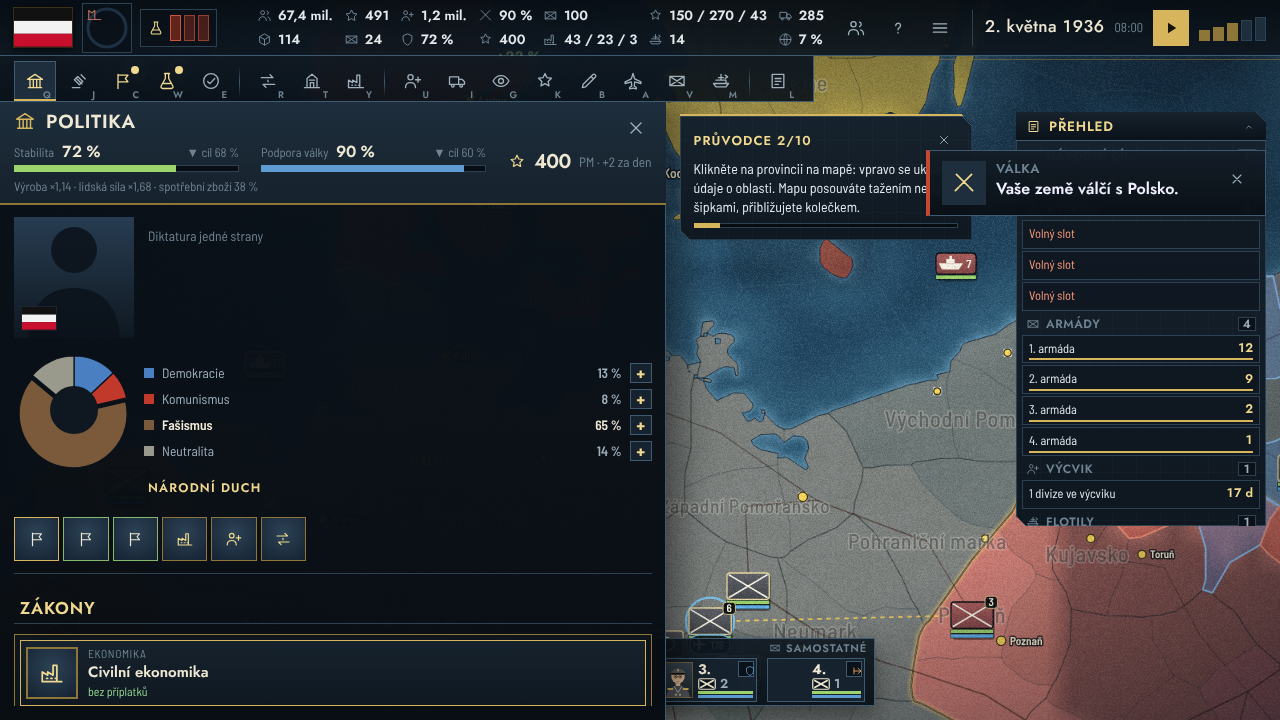 67,4 mil.
491
1,2 mil.
90 %
100
150 / 270 / 43
285
114
24
72 %
400
43 / 23 / 3
14
7 %
?
2. května 1936
08:00
Q
J
C
W
E
R
T
Y
U
I
G
K
B
A
V
M
L
POLITIKA
Stabilita 72 %
▼ cíl 68 %
Podpora války 90 %
▼ cíl 60 %
400 PM · +2 za den
Výroba ×1,14 · lidská síla ×1,68 · spotřební zboží 38 %
Diktatura jedné strany
Demokracie 13 % +
Komunismus 8 % +
Fašismus 65 % +
Neutralita 14 % +
NÁRODNÍ DUCH
ZÁKONY
EKONOMIKA
Civilní ekonomika
bez příplatků
PRŮVODCE 2/10
Klikněte na provincii na mapě: vpravo se uk
údaje o oblasti. Mapu posouváte tažením ne
šipkami, přibližujete kolečkem.
VÁLKA
Vaše země válčí s Polsko.
PŘEHLED
Volný slot
Volný slot
Volný slot
ARMÁDY 4
1. armáda 12
2. armáda 9
3. armáda 2
4. armáda 1
VÝCVIK 1
1 divize ve výcviku 17 d
FLOTILY 1
7
Východní Pom
Západní Pomořansko
Pohraniční marka
Kujavsko
Toruń
Neumark
6
3
Poznań
SAMOSTATNÉ
3.
2
4.
1